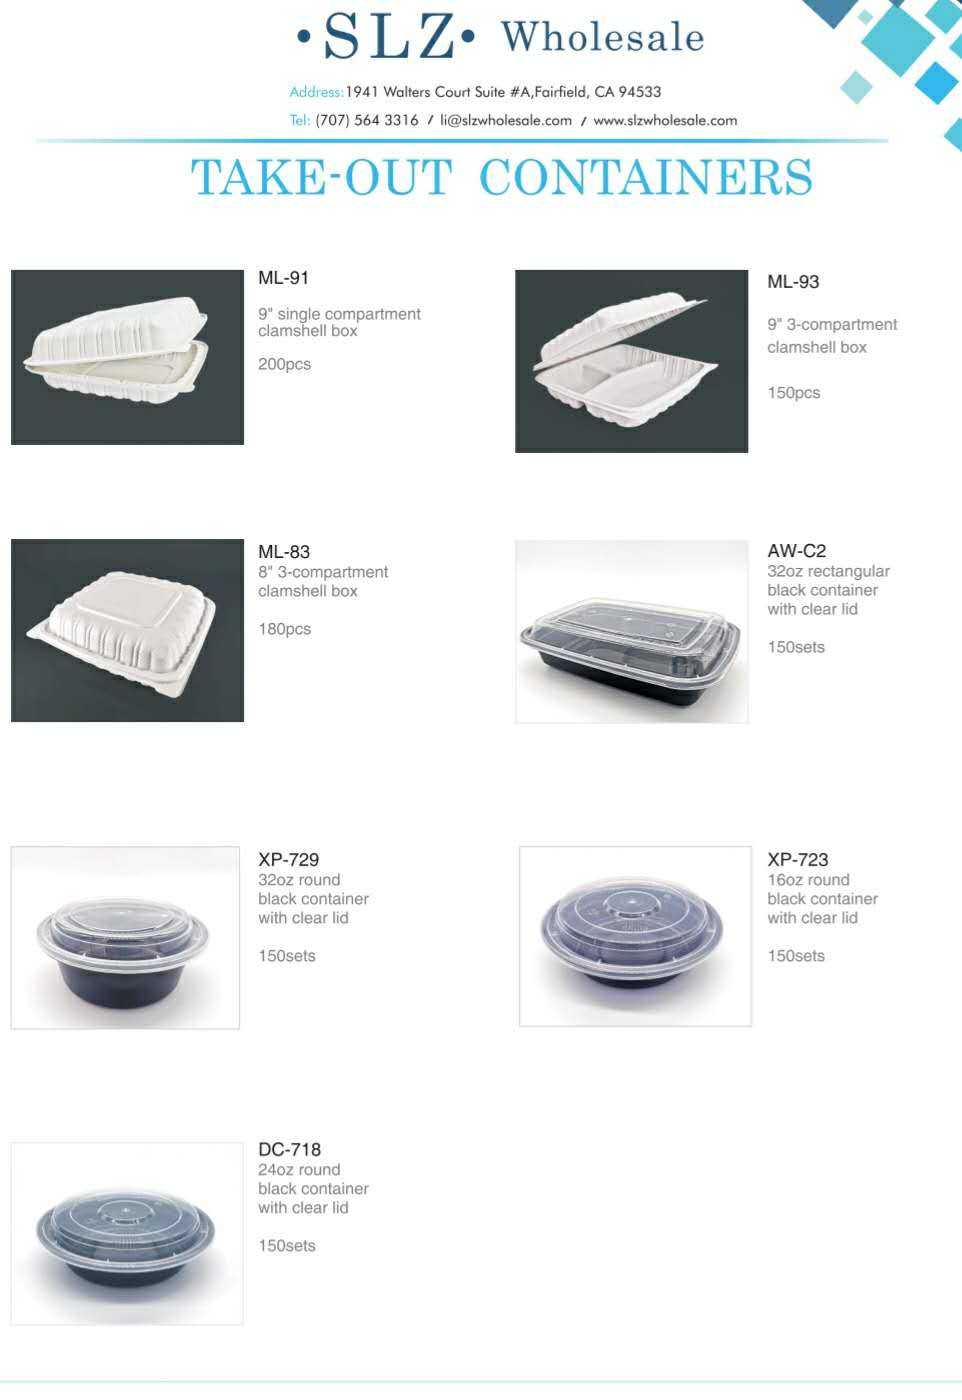 •SLZ• Wholesale
Address:1941 Walters Court Suite #A,Fairfield, CA 94533
Tel: (707) 564 3316 / li@slzwholesale.com / www.slzwholesale.com
TAKE-OUT CONTAINERS
ML-91
9" single compartment
clamshell box
200pcs
ML-93
9" 3-compartment
clamshell box
150pcs
ML-83
8" 3-compartment
clamshell box
180pcs
AW-C2
32oz rectangular
black container
with clear lid
150sets
XP-729
32oz round
black container
with clear lid
150sets
XP-723
16oz round
black container
with clear lid
150sets
DC-718
24oz round
black container
with clear lid
150sets